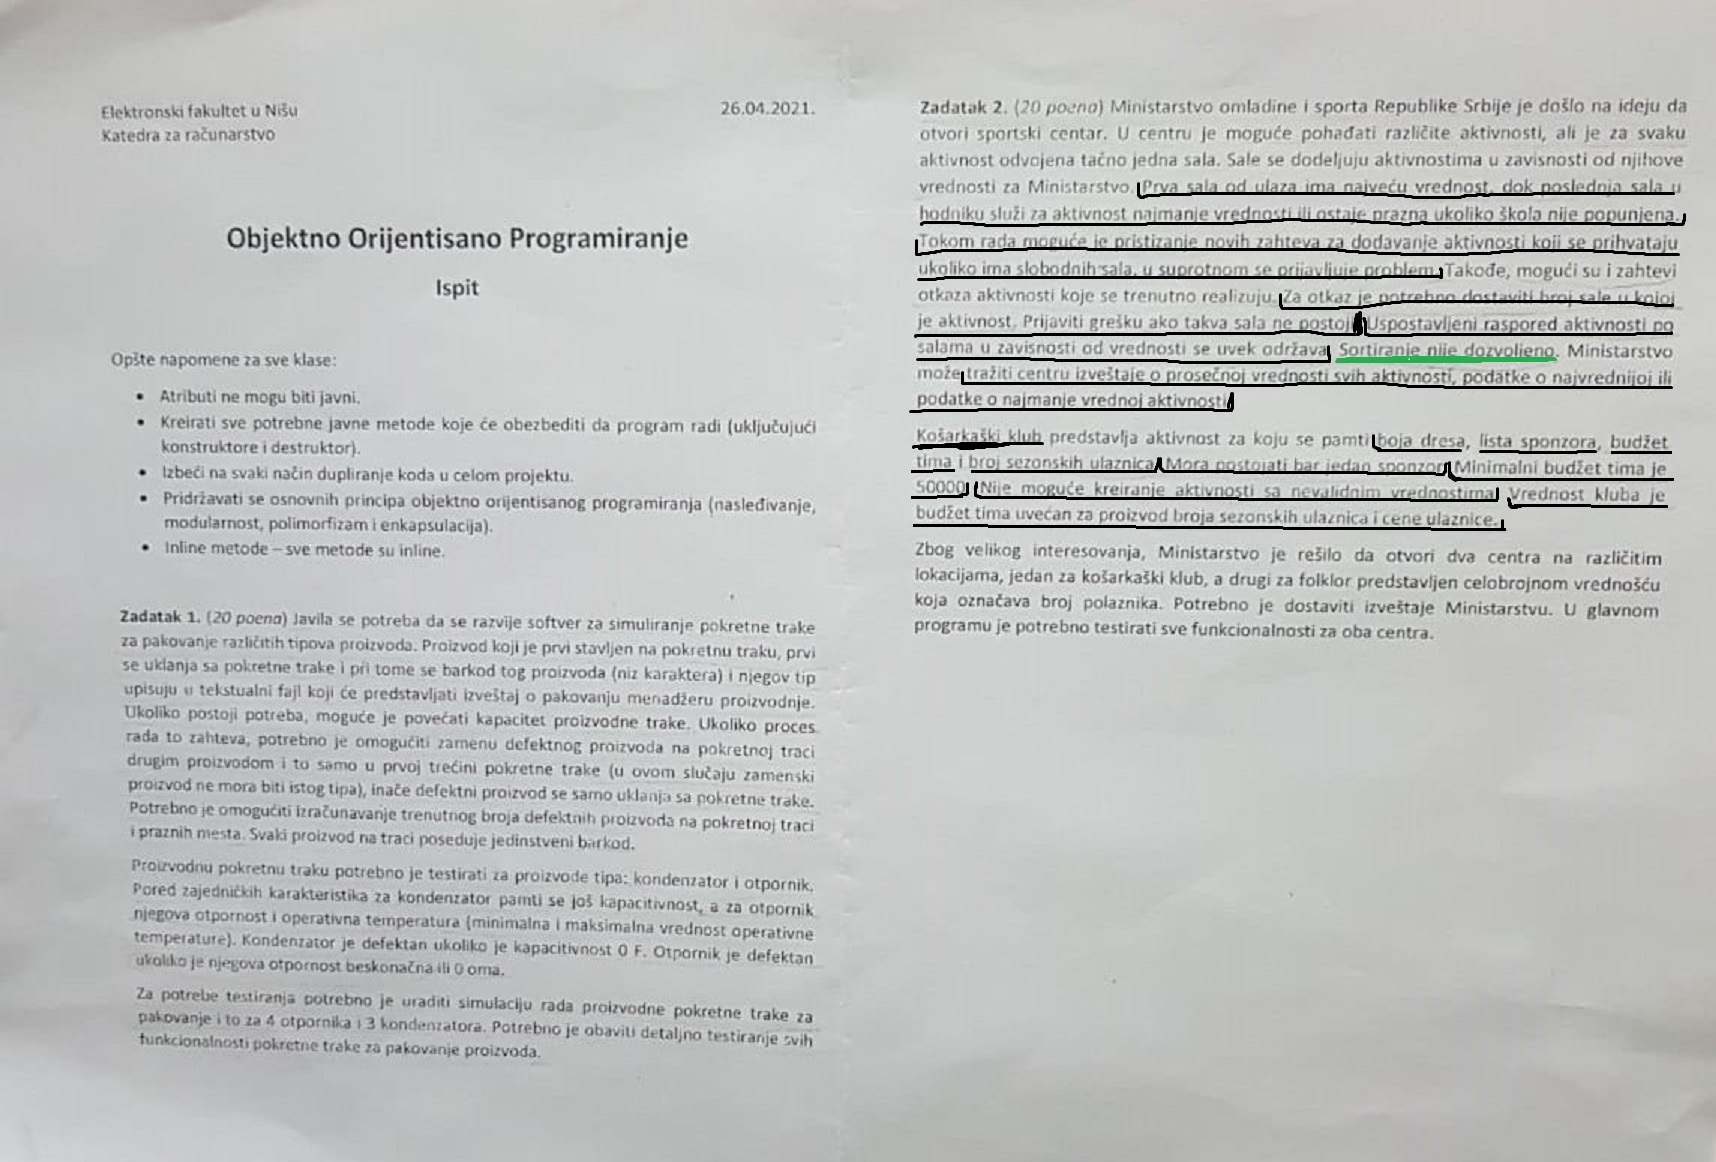 Elektronski fakultet u Nišu
26.04.2021.
Katedra za računarstvo
Objektno Orijentisano Programiranje
Ispit
Opšte napomene za sve klase:
• Atributi ne mogu biti javni.
• Kreirati sve potrebne javne metode koje će obezbediti da program radi (uključujući
konstruktore i destruktor).
• Izbeći na svaki način dupliranje koda u celom projektu.
• Pridržavati se osnovnih principa objektno orijentisanog programiranja (nasleđivanje,
modularnost, polimorfizam i enkapsulacija).
• Inline metode – sve metode su inline.
Zadatak 1. (20 poena) Javila se potreba da se razvije softver za simuliranje pokretne trake
za pakovanje različitih tipova proizvoda. Proizvod koji je prvi stavljen na pokretnu traku, prvi
se uklanja sa pokretne trake i pri tome se barkod tog proizvoda (niz karaktera) i njegov tip
upisuju u tekstualni fajl koji će predstavljati izveštaj o pakovanju menadžeru proizvodnje.
Ukoliko postoji potreba, moguće je povećati kapacitet proizvodne trake. Ukoliko proces
rada to zahteva, potrebno je omogućiti zamenu defektnog proizvoda na pokretnoj traci
drugim proizvodom i to samo u prvoj trećini pokretne trake (u ovom slučaju zamenski
proizvod ne mora biti istog tipa), inače defektni proizvod se samo uklanja sa pokretne trake.
Potrebno je omogućiti izračunavanje trenutnog broja defektnih proizvoda na pokretnoj traci
i praznih mesta. Svaki proizvod na traci poseduje jedinstveni barkod.
Proizvodnu pokretnu traku potrebno je testirati za proizvode tipa: kondenzator i otpornik.
Pored zajedničkih karakteristika za kondenzator pamti se još kapacitivnost, a za otpornik
njegova otpornost i operativna temperatura (minimalna i maksimalna vrednost operativne
temperature). Kondenzator je defektan ukoliko je kapacitivnost 0 F. Otpornik je defektan
ukoliko je njegova otpornost beskonačna ili 0 oma.
Za potrebe testiranja potrebno je uraditi simulaciju rada proizvodne pokretne trake za
pakovanje i to za 4 otpornika i 3 kondenzatora. Potrebno je obaviti detaljno testiranje svih
funkcionalnosti pokretne trake za pakovanje proizvoda.
Zadatak 2. (20 poena) Ministarstvo omladine i sporta Republike Srbije je došlo na ideju da
otvori sportski centar. U centru je moguće pohađati različite aktivnosti, ali je za svaku
aktivnost odvojena tačno jedna sala. Sale se dodeljuju aktivnostima u zavisnosti od njihove
vrednosti za Ministarstvo. Prva sala od ulaza ima najveću vrednost, dok poslednja sala u
hodniku služi za aktivnost najmanje vrednosti ili ostaje prazna ukoliko škola nije popunjena.
Tokom rada moguće je pristizanje novih zahteva za dodavanje aktivnosti koji se prihvataju
ukoliko ima slobodnih sala, u suprotnom se prijavljuje problem. Takođe, mogući su i zahtevi
otkaza aktivnosti koje se trenutno realizuju. Za otkaz je potrebno dostaviti broj sale u kojoj
je aktivnost. Prijaviti grešku ako takva sala ne postoji. Uspostavljeni raspored aktivnosti po
salama u zavisnosti od vrednosti se uvek održava. Sortiranje nije dozvoljeno. Ministarstvo
može tražiti centru izveštaje o prosečnoj vrednosti svih aktivnosti, podatke o najvrednijoj ili
podatke o najmanje vrednoj aktivnosti.
Košarkaški klub predstavlja aktivnost za koju se pamti boja dresa, lista sponzora, budžet
tima i broj sezonskih ulaznica. Mora postojati bar jedan sponzor. Minimalni budžet tima je
50000. Nije moguće kreiranje aktivnosti sa nevalidnim vrednostima. Vrednost kluba je
budžet tima uvećan za proizvod broja sezonskih ulaznica i cene ulaznice.
Zbog velikog interesovanja, Ministarstvo je rešilo da otvori dva centra na različitim
lokacijama, jedan za košarkaški klub, a drugi za folklor predstavljen celobrojnom vrednošću
koja označava broj polaznika. Potrebno je dostaviti izveštaje Ministarstvu. U glavnom
programu je potrebno testirati sve funkcionalnosti za oba centra.